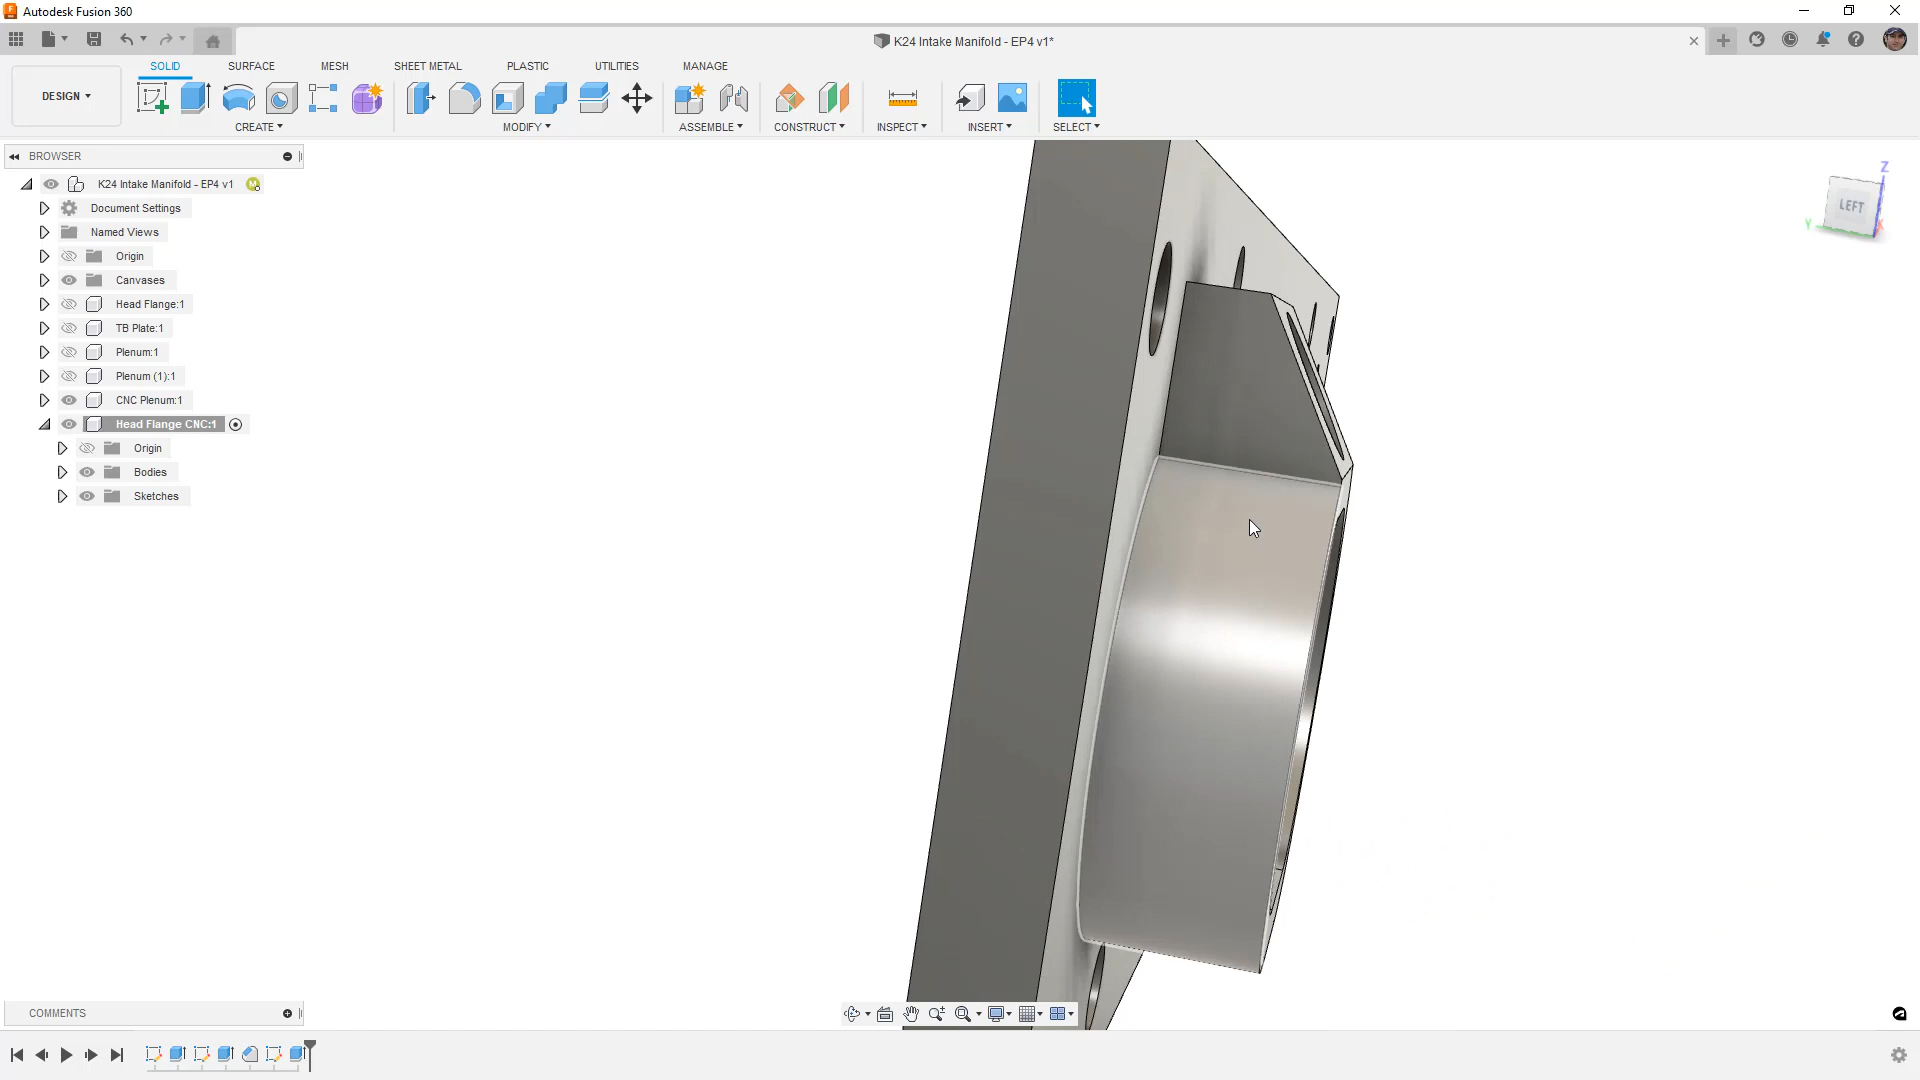 Autodesk Fusion 360
K24 Intake Manifold - EP4 v1*
DESIGN
SOLID
SURFACE
MESH
SHEET METAL
PLASTIC
UTILITIES
MANAGE
CREATE
MODIFY
ASSEMBLE
CONSTRUCT
INSPECT
INSERT
SELECT
BROWSER
K24 Intake Manifold - EP4 v1
Document Settings
Named Views
Origin
Canvases
Head Flange:1
TB Plate:1
Plenum:1
Plenum (1):1
CNC Plenum:1
Head Flange CNC:1
Origin
Bodies
Sketches
Z
LEFT
Y
X
COMMENTS